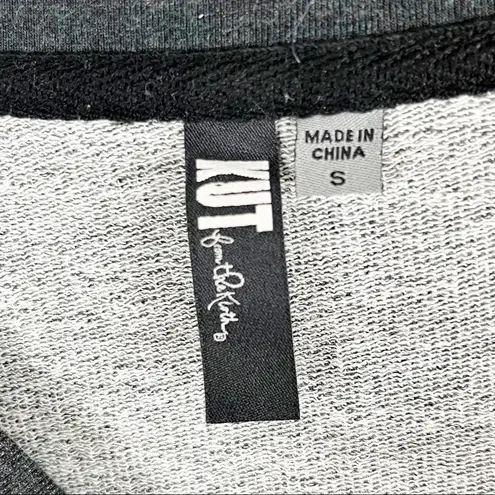 KUT
from the Kloth
MADE IN
CHINA
S